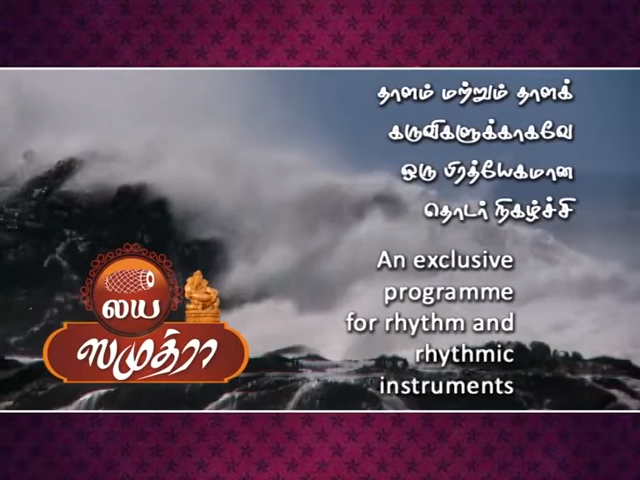 தாளம் மற்றும் தாளக்
கருவிகளுக்காகவே
ஒரு பிரத்யேகமான
தொடர் நிகழ்ச்சி
An exclusive
programme
for rhythm and
rhythmic
instruments
லய
ஸமுத்ரா